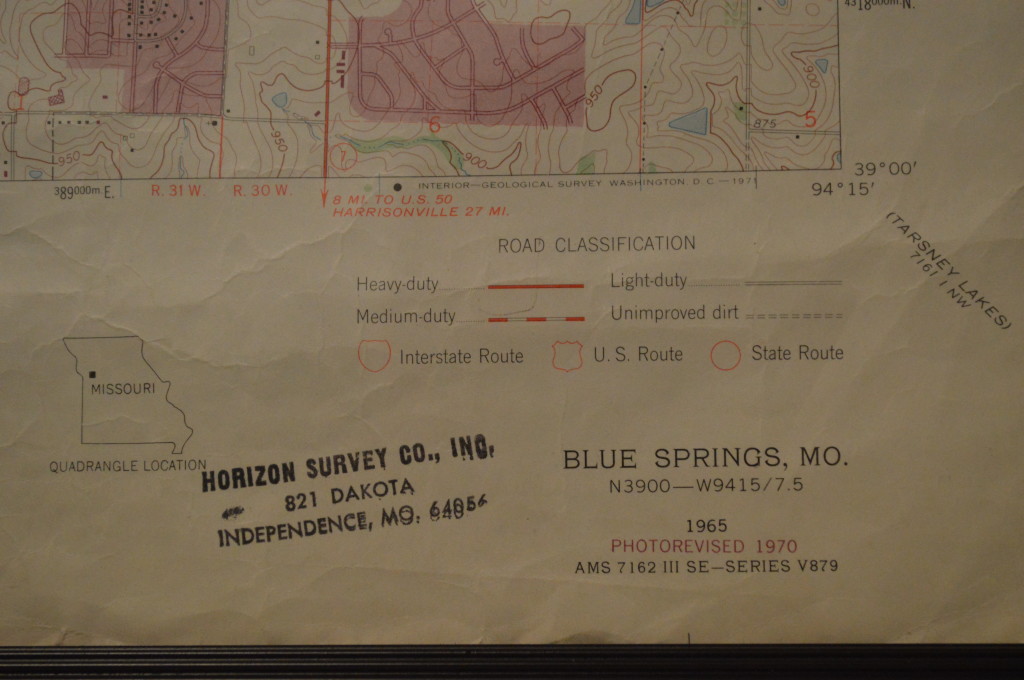 4318000m.N.
950
900
875
5
6
7
950
900
950
39°00′
94°15′
389000m.E.
R. 31 W. R. 30 W.
INTERIOR—GEOLOGICAL SURVEY WASHINGTON. D. C.—1971
8 MI. TO U.S. 50
HARRISONVILLE 27 MI.
(TARSNEY LAKES)
7161 I NW
ROAD CLASSIFICATION
Heavy-duty Light-duty
Medium-duty Unimproved dirt
Interstate Route U.S. Route State Route
MISSOURI
QUADRANGLE LOCATION
HORIZON SURVEY CO., INC.
821 DAKOTA
INDEPENDENCE, MO. 64056
BLUE SPRINGS, MO.
N3900—W9415/7.5
1965
PHOTOREVISED 1970
AMS 7162 III SE—SERIES V879